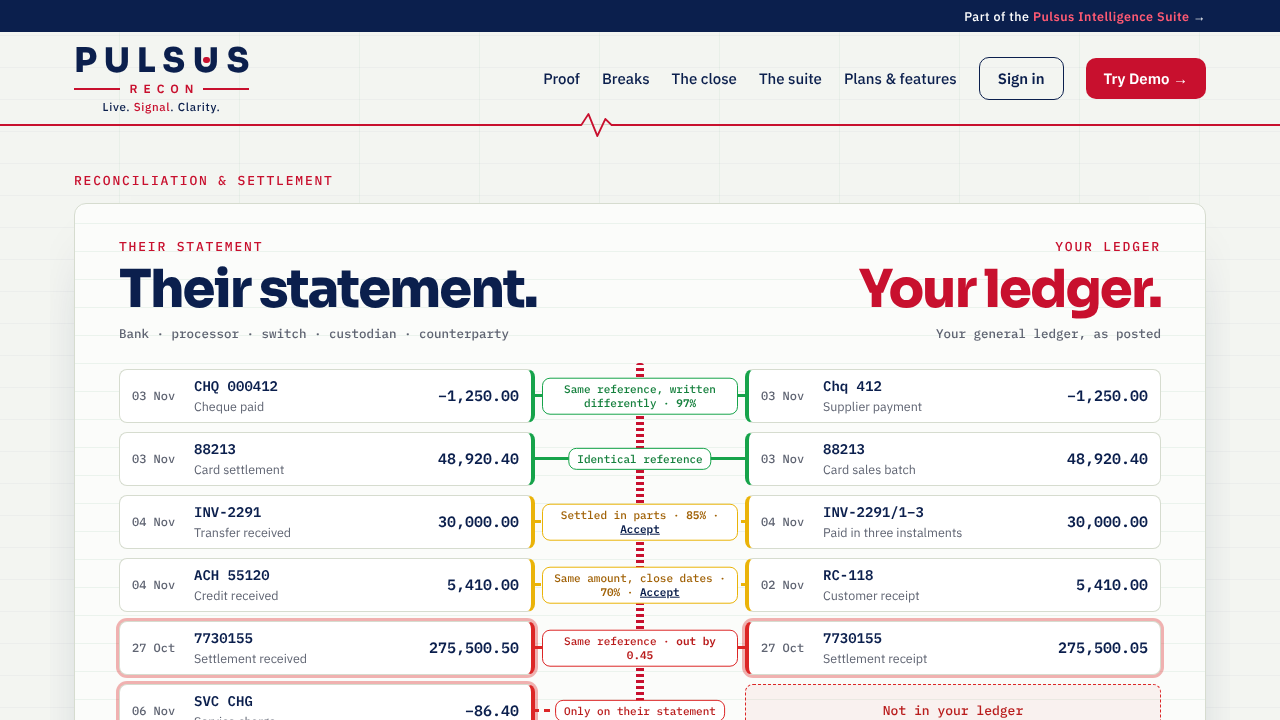 Part of the Pulsus Intelligence Suite →
PULSUS
RECON
Live. Signal. Clarity.
Proof
Breaks
The close
The suite
Plans & features
Sign in
Try Demo →
RECONCILIATION & SETTLEMENT
THEIR STATEMENT
Their statement.
Bank · processor · switch · custodian · counterparty
YOUR LEDGER
Your ledger.
Your general ledger, as posted
03 Nov
CHQ 000412
Cheque paid
−1,250.00
Same reference, written
differently · 97%
03 Nov
Chq 412
Supplier payment
−1,250.00
03 Nov
88213
Card settlement
48,920.40
Identical reference
03 Nov
88213
Card sales batch
48,920.40
04 Nov
INV-2291
Transfer received
30,000.00
Settled in parts · 85% ·
Accept
04 Nov
INV-2291/1–3
Paid in three instalments
30,000.00
04 Nov
ACH 55120
Credit received
5,410.00
Same amount, close dates ·
70% · Accept
02 Nov
RC-118
Customer receipt
5,410.00
27 Oct
7730155
Settlement received
275,500.50
Same reference · out by
0.45
27 Oct
7730155
Settlement receipt
275,500.05
06 Nov
SVC CHG
Service charge
−86.40
Only on their statement
Not in your ledger